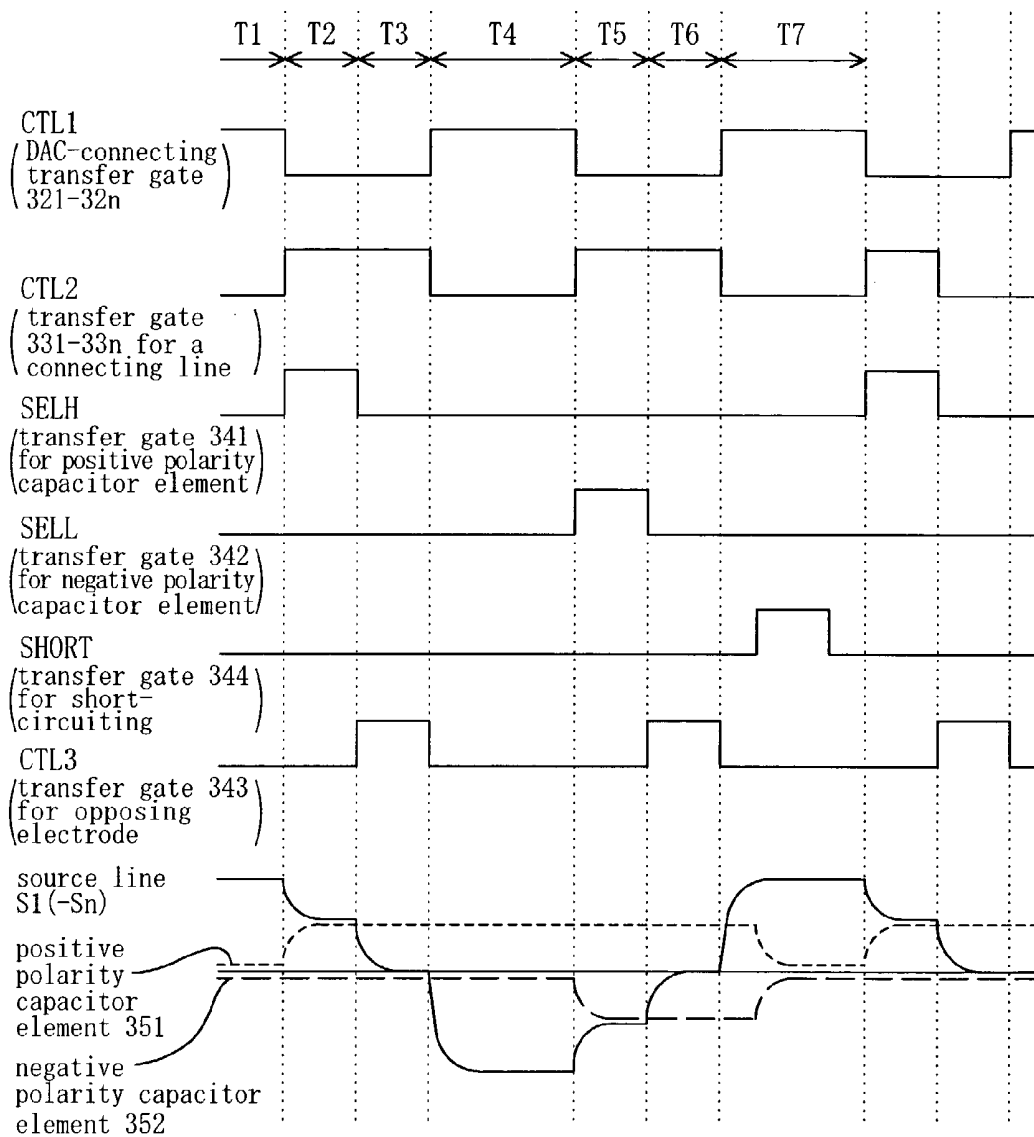 T1 T2 T3 T4 T5 T6 T7
CTL1
DAC-connecting
transfer gate
321-32n
CTL2
transfer gate
331-33n for a
connecting line
SELH
transfer gate 341
for positive polarity
capacitor element
SELL
transfer gate 342
for negative polarity
capacitor element
SHORT
transfer gate 344
for short-
circuiting
CTL3
transfer gate 343
for opposing
electrode
source line
S1(-Sn)
positive
polarity
capacitor
element 351
negative
polarity capacitor
element 352